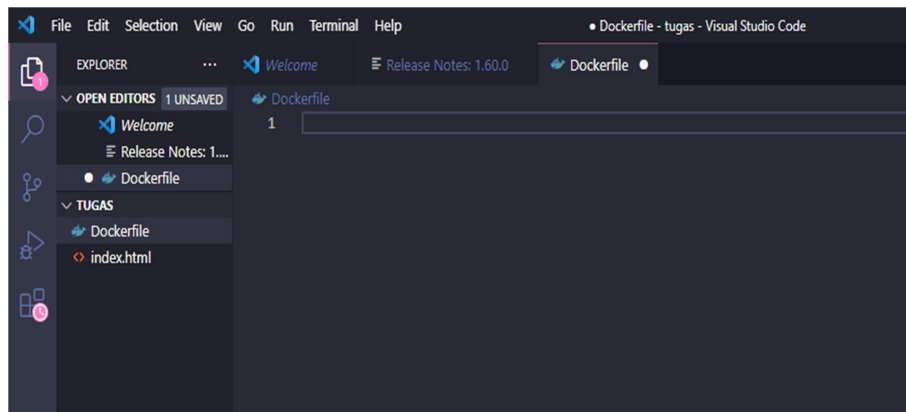 File Edit Selection View Go Run Terminal Help ● Dockerfile - tugas - Visual Studio Code
EXPLORER ··· Welcome Release Notes: 1.60.0 Dockerfile ●
1
OPEN EDITORS 1 UNSAVED Dockerfile
Welcome 1
Release Notes: 1....
● Dockerfile
TUGAS
Dockerfile
index.html